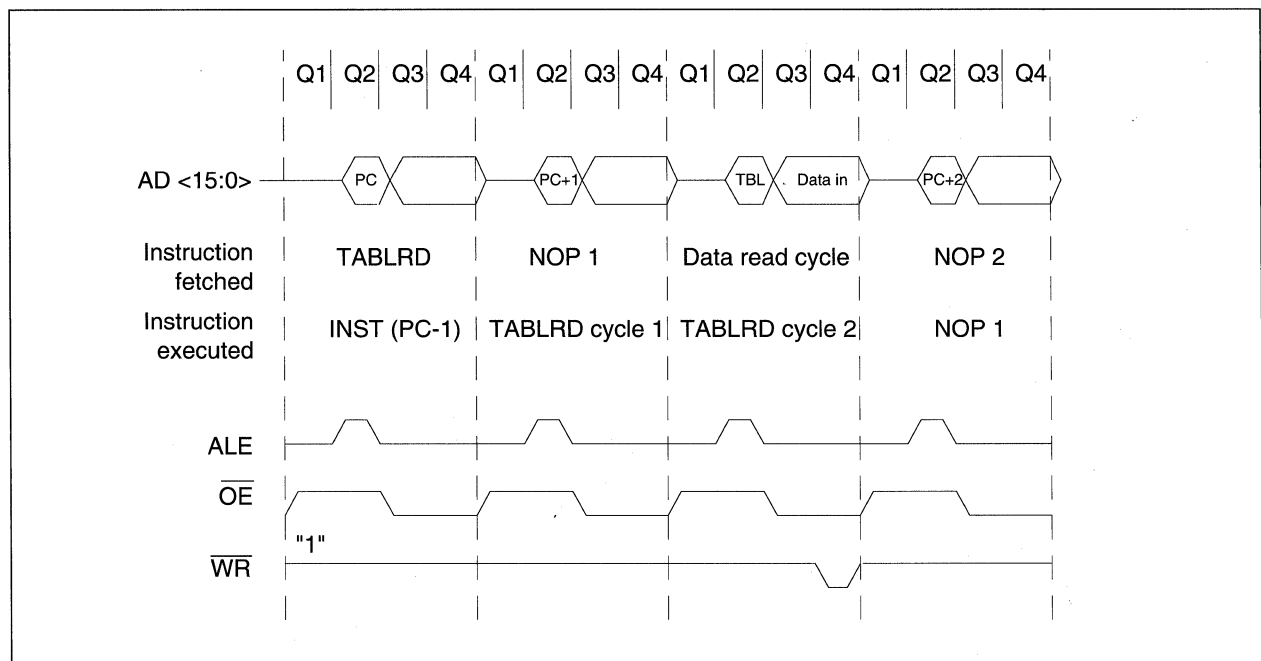 Q1 Q2 Q3 Q4 Q1 Q2 Q3 Q4 Q1 Q2 Q3 Q4 Q1 Q2 Q3 Q4
AD <15:0> PC PC+1 TBL Data in PC+2
Instruction fetched TABLRD NOP 1 Data read cycle NOP 2
Instruction executed INST (PC-1) TABLRD cycle 1 TABLRD cycle 2 NOP 1
ALE
OE
"1"
WR